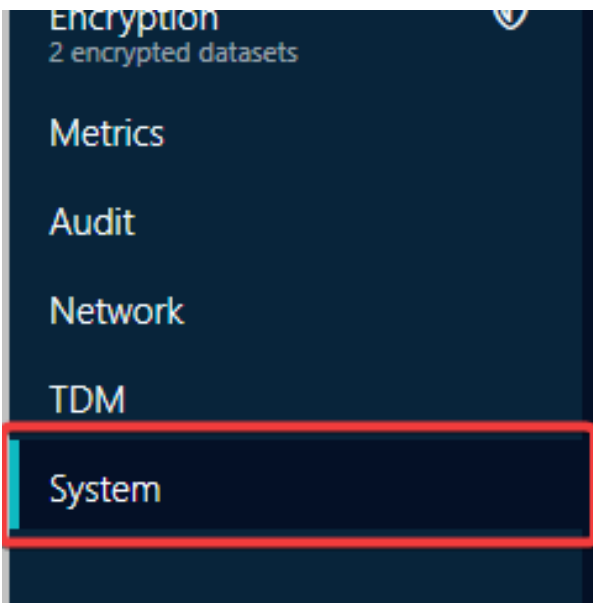 Encryption
2 encrypted datasets
Metrics
Audit
Network
TDM
System